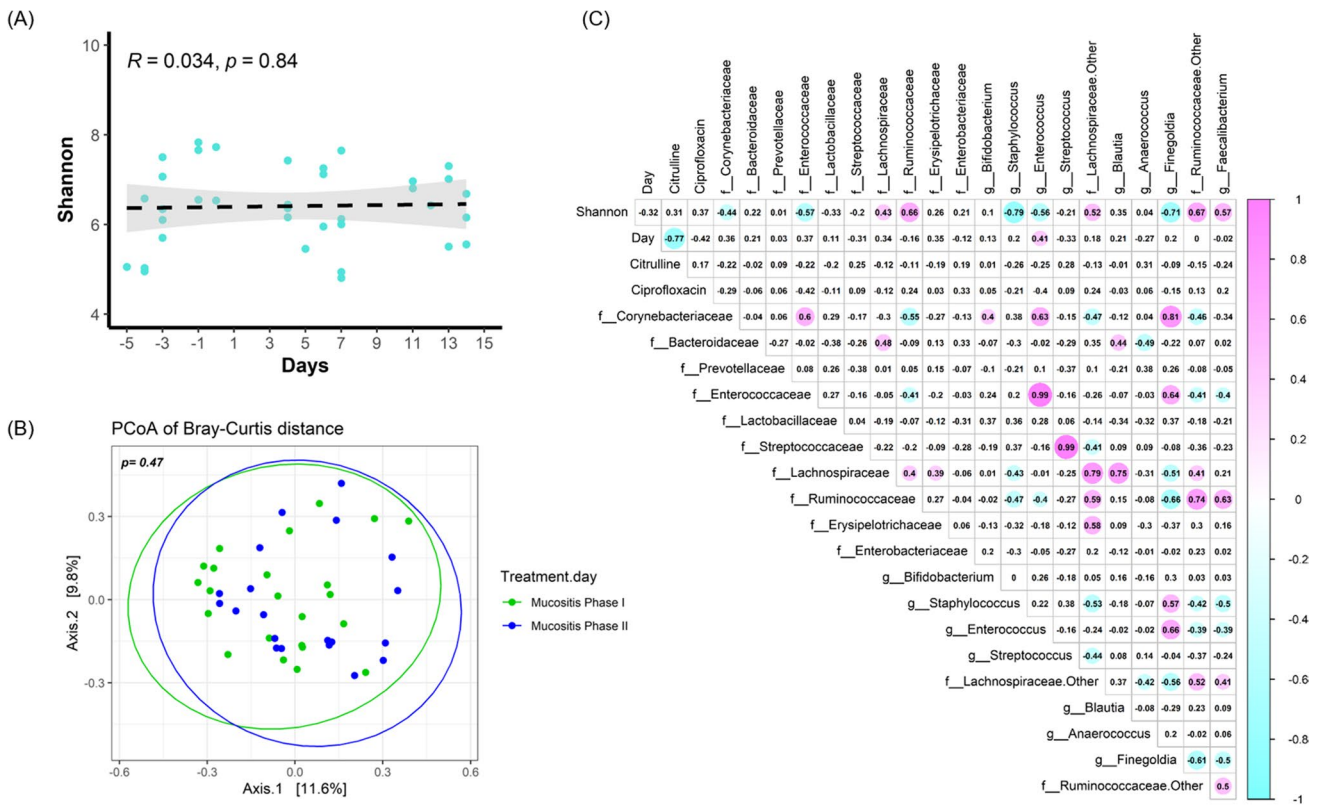 (A)
R = 0.034, p = 0.84
Shannon
10
8
6
4
-5 -3 -1 1 3 5 7 9 11 13 15
Days
(B)
PCoA of Bray-Curtis distance
p= 0.47
Axis.2 [9.8%]
0.3
0.0
-0.3
-0.6 -0.3 0.0 0.3 0.6
Axis.1 [11.6%]
Treatment.day
Mucositis Phase I
Mucositis Phase II
(C)
Day
Citrulline
Ciprofloxacin
f__Corynebacteriaceae
f__Bacteroidaceae
f__Prevotellaceae
f__Enterococcaceae
f__Lactobacillaceae
f__Streptococcaceae
f__Lachnospiraceae
f__Ruminococcaceae
f__Erysipelotrichaceae
f__Enterobacteriaceae
g__Bifidobacterium
g__Staphylococcus
g__Enterococcus
g__Streptococcus
f__Lachnospiraceae.Other
g__Blautia
g__Anaerococcus
g__Finegoldia
f__Ruminococcaceae.Other
g__Faecalibacterium
Shannon -0.32 0.31 0.37 -0.44 0.22 0.01 -0.57 -0.33 -0.2 0.43 0.66 0.26 0.21 0.1 -0.79 -0.56 -0.21 0.52 0.35 0.04 -0.71 0.67 0.57
Day -0.77 -0.42 0.36 0.21 0.03 0.37 0.11 -0.31 0.34 -0.16 0.35 -0.12 0.13 0.2 0.41 -0.33 0.18 0.21 -0.27 0.2 0 -0.02
Citrulline 0.17 -0.22 -0.02 0.09 -0.22 -0.2 0.25 -0.12 -0.11 -0.19 0.19 0.01 -0.26 -0.25 0.28 -0.13 -0.01 0.31 -0.09 -0.15 -0.24
Ciprofloxacin -0.29 -0.06 0.06 -0.42 -0.11 0.09 -0.12 0.24 0.03 0.33 0.05 -0.21 -0.4 0.09 0.24 -0.03 0.06 -0.15 0.13 0.2
f__Corynebacteriaceae -0.04 0.06 0.6 0.29 -0.17 -0.3 -0.55 -0.27 -0.13 0.4 0.38 0.63 -0.15 -0.47 -0.12 0.04 0.81 -0.46 -0.34
f__Bacteroidaceae -0.27 -0.02 -0.38 -0.26 0.48 -0.09 0.13 0.33 -0.07 -0.3 -0.02 -0.29 0.35 0.44 -0.49 -0.22 0.07 0.02
f__Prevotellaceae 0.08 0.26 -0.38 0.01 0.05 0.15 -0.07 -0.1 -0.21 0.1 -0.37 0.1 -0.21 0.38 0.26 -0.08 -0.05
f__Enterococcaceae 0.27 -0.16 -0.05 -0.41 -0.2 -0.03 0.24 0.2 0.99 -0.16 -0.26 -0.07 -0.03 0.64 -0.41 -0.4
f__Lactobacillaceae 0.04 -0.19 -0.07 -0.12 -0.31 0.37 0.36 0.28 0.06 -0.14 -0.34 -0.32 0.37 -0.18 -0.21
f__Streptococcaceae -0.22 -0.2 -0.09 -0.28 -0.19 0.37 -0.16 0.99 -0.41 0.09 0.09 -0.08 -0.36 -0.23
f__Lachnospiraceae 0.4 0.39 -0.06 0.01 -0.43 -0.01 -0.25 0.79 0.75 -0.31 -0.51 0.41 0.21
f__Ruminococcaceae 0.27 -0.04 -0.02 -0.47 -0.4 -0.27 0.59 0.15 -0.08 -0.66 0.74 0.63
f__Erysipelotrichaceae 0.06 -0.13 -0.32 -0.18 -0.12 0.58 0.09 -0.3 -0.37 0.3 0.16
f__Enterobacteriaceae 0.2 -0.3 -0.05 -0.27 0.2 -0.12 -0.01 -0.02 0.23 0.02
g__Bifidobacterium 0 0.26 -0.18 0.05 0.16 -0.16 0.3 0.03 0.03
g__Staphylococcus 0.22 0.38 -0.53 -0.18 -0.07 0.57 -0.42 -0.5
g__Enterococcus -0.16 -0.24 -0.02 -0.02 0.66 -0.39 -0.39
g__Streptococcus -0.44 0.08 0.14 -0.04 -0.37 -0.24
f__Lachnospiraceae.Other 0.37 -0.42 -0.56 0.52 0.41
g__Blautia -0.08 -0.29 0.23 0.09
g__Anaerococcus 0.2 -0.02 0.06
g__Finegoldia -0.61 -0.5
f__Ruminococcaceae.Other 0.5
1
0.8
0.6
0.4
0.2
0
-0.2
-0.4
-0.6
-0.8
-1